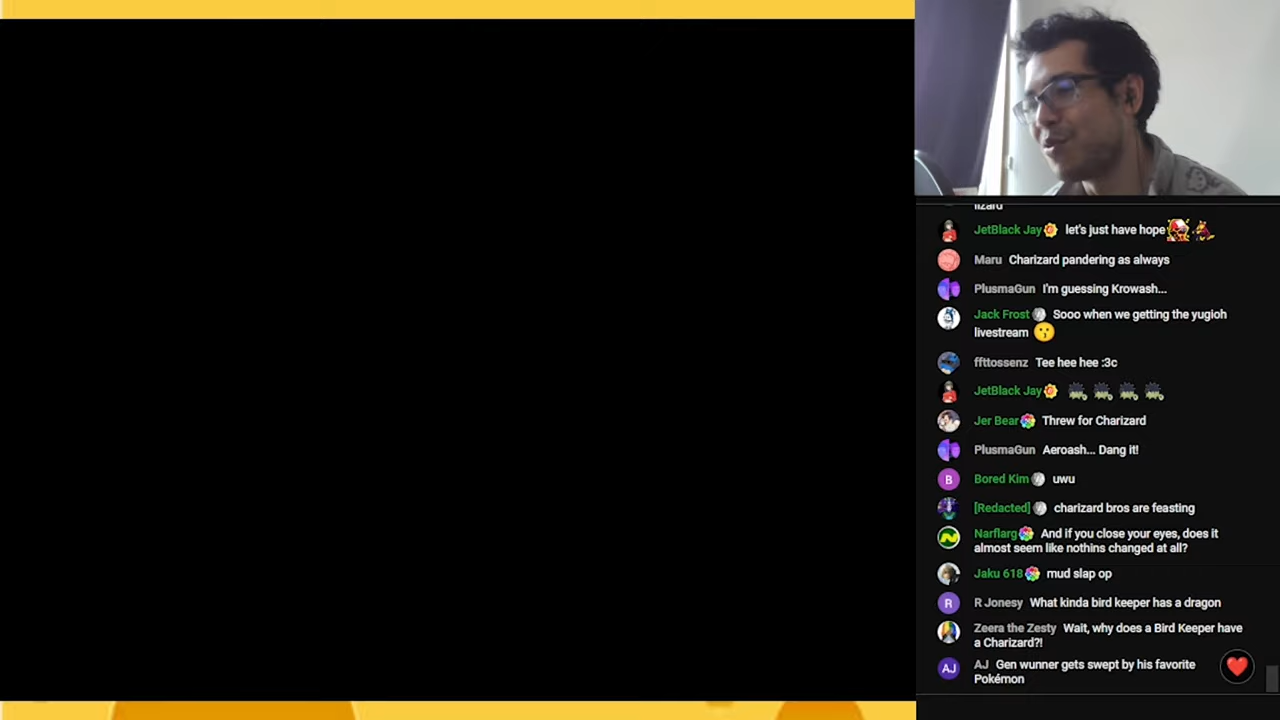 lizard
JetBlack Jay let's just have hope
Maru Charizard pandering as always
PlusmaGun I'm guessing Krowash...
Jack Frost Sooo when we getting the yugioh
livestream
ffttossenz Tee hee hee :3c
JetBlack Jay
Jer Bear Threw for Charizard
PlusmaGun Aeroash... Dang it!
B Bored Kim uwu
[Redacted] charizard bros are feasting
Narflarg And if you close your eyes, does it
almost seem like nothins changed at all?
Jaku 618 mud slap op
R R Jonesy What kinda bird keeper has a dragon
Zeera the Zesty Wait, why does a Bird Keeper have
a Charizard?!
AJ AJ Gen wunner gets swept by his favorite
Pokémon